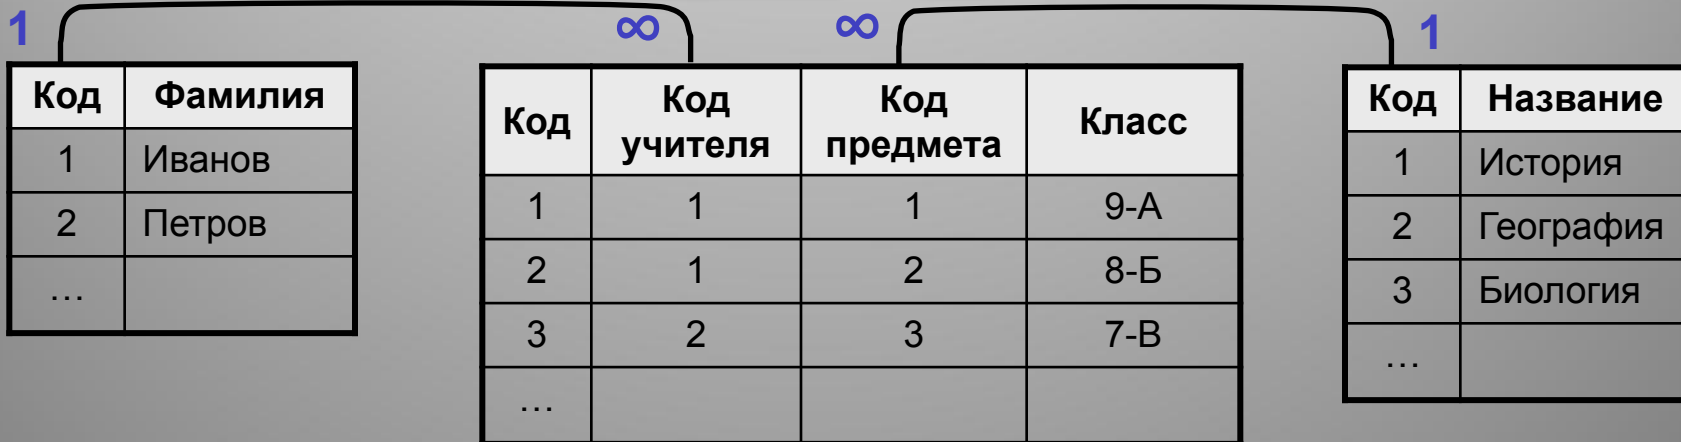 1 ∞ ∞ 1
Код Фамилия
1 Иванов
2 Петров
…
Код Код учителя Код предмета Класс
1 1 1 9-А
2 1 2 8-Б
3 2 3 7-В
…
Код Название
1 История
2 География
3 Биология
…